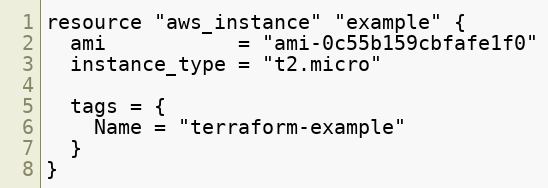 1 resource "aws_instance" "example" {
2   ami           = "ami-0c55b159cbfafe1f0"
3   instance_type = "t2.micro"
4
5   tags = {
6     Name = "terraform-example"
7   }
8 }